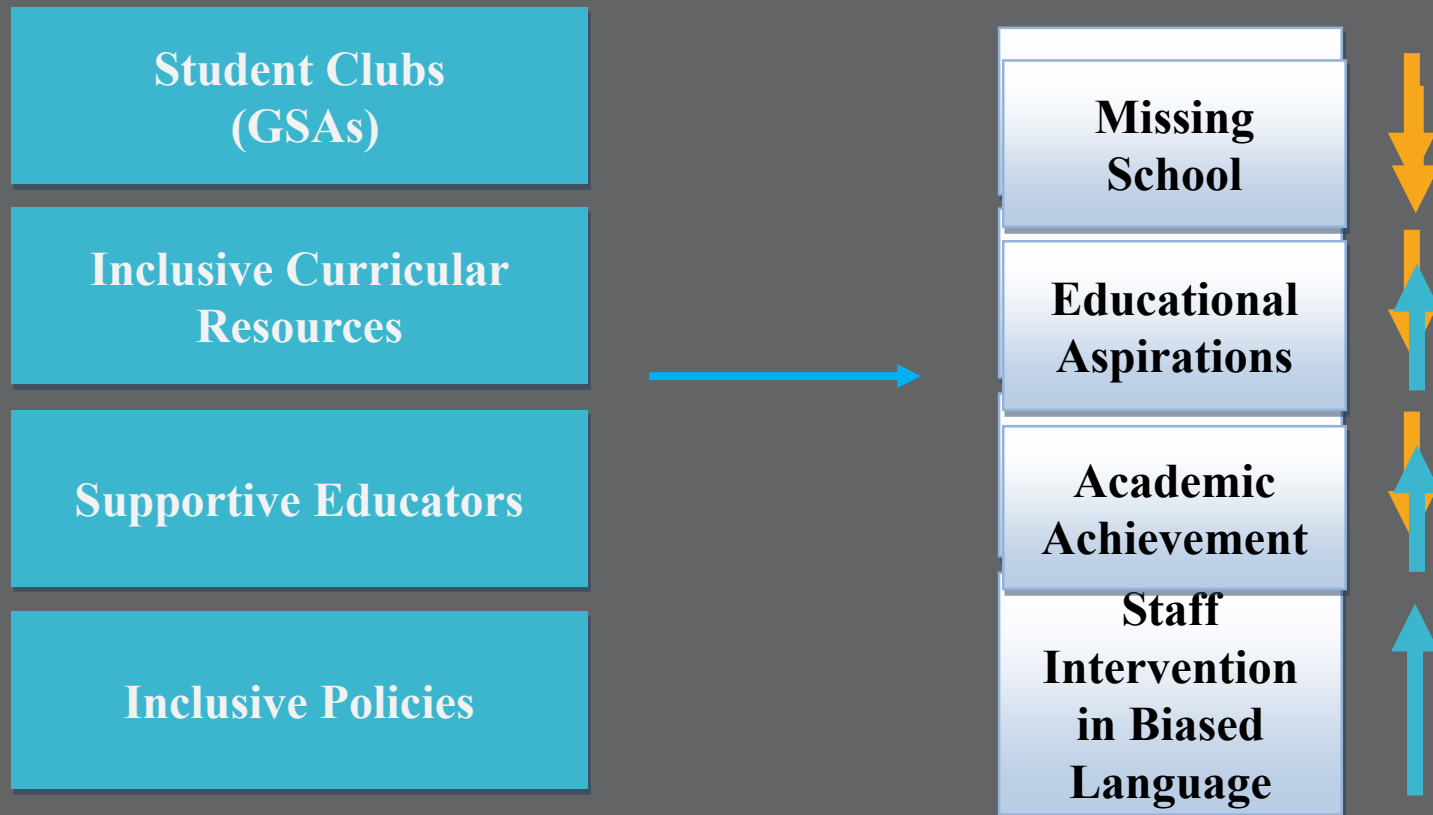 Student Clubs
(GSAs)
Inclusive Curricular
Resources
Supportive Educators
Inclusive Policies
Missing
School
Educational
Aspirations
Academic
Achievement
Staff
Intervention
in Biased
Language